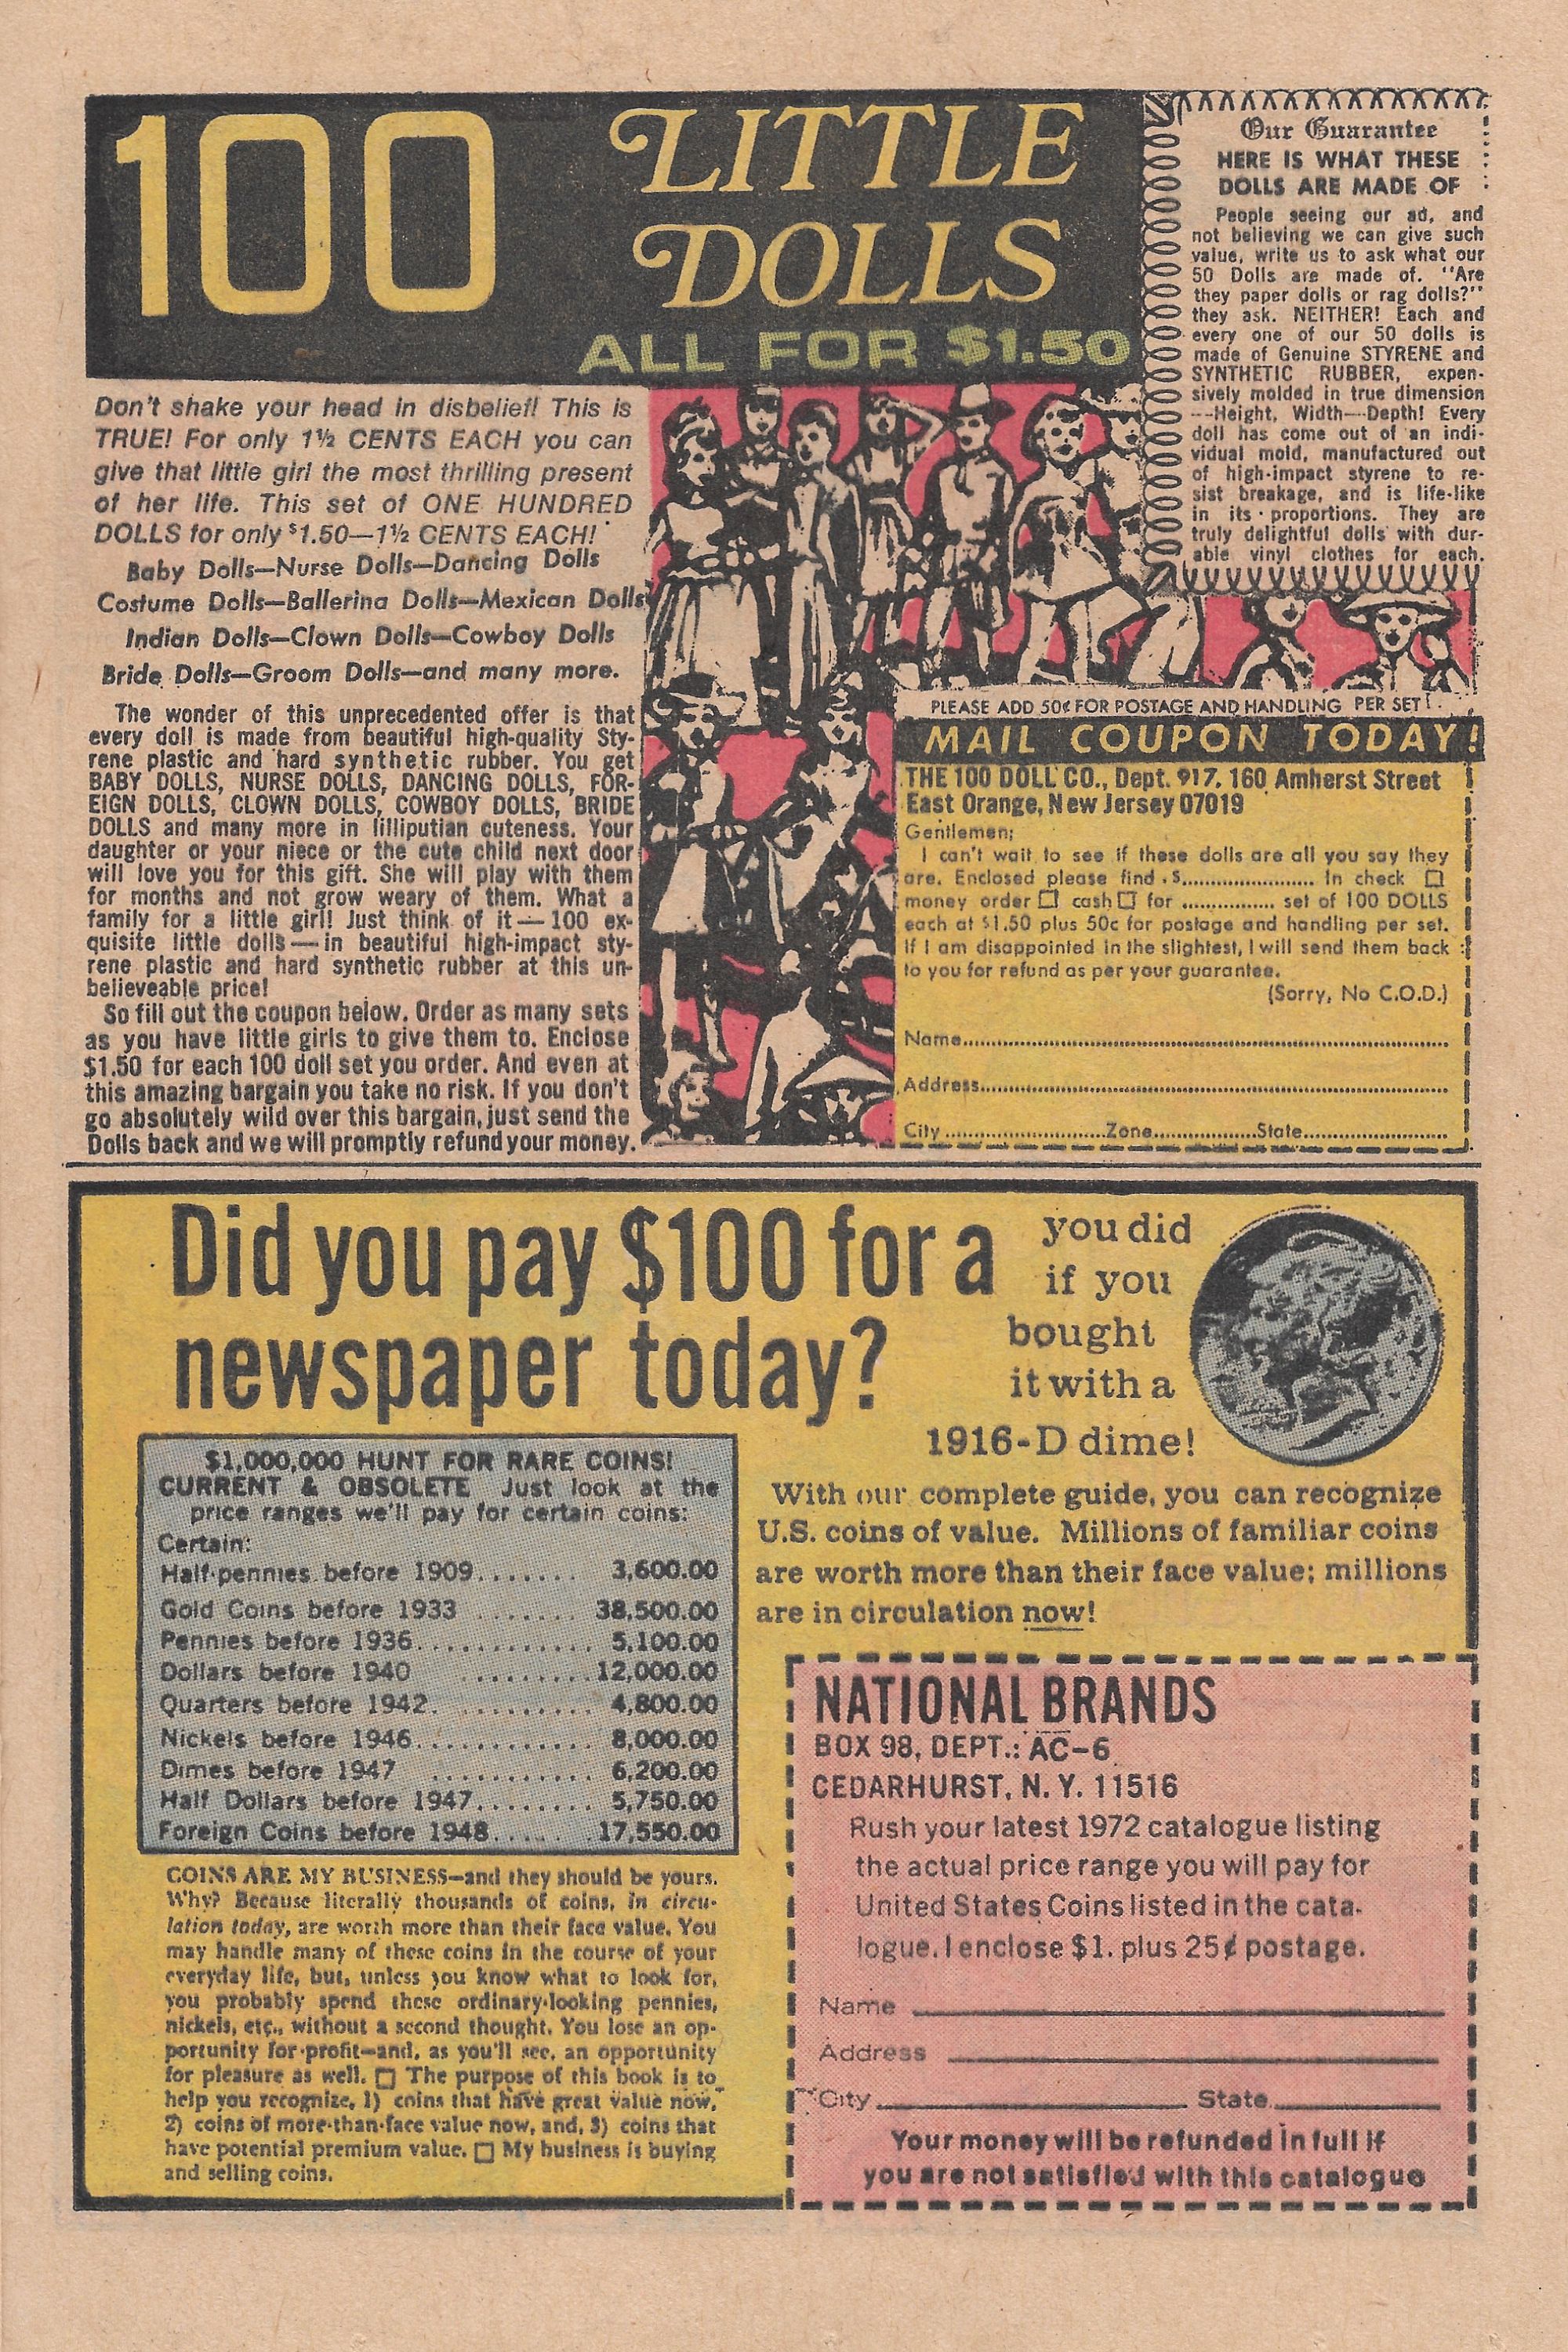 100
LITTLE
DOLLS
ALL FOR $1.50
Don't shake your head in disbelief! This is
TRUE! For only 1½ CENTS EACH you can
give that little girl the most thrilling present
of her life. This set of ONE HUNDRED
DOLLS for only $1.50—1½ CENTS EACH!
Baby Dolls—Nurse Dolls—Dancing Dolls
Costume Dolls—Ballerina Dolls—Mexican Dolls
Indian Dolls—Clown Dolls—Cowboy Dolls
Bride Dolls—Groom Dolls—and many more.
The wonder of this unprecedented offer is that
every doll is made from beautiful high-quality Sty-
rene plastic and hard synthetic rubber. You get
BABY DOLLS, NURSE DOLLS, DANCING DOLLS, FOR-
EIGN DOLLS, CLOWN DOLLS, COWBOY DOLLS, BRIDE
DOLLS and many more in lilliputian cuteness. Your
daughter or your niece or the cute child next door
will love you for this gift. She will play with them
for months and not grow weary of them. What a
family for a little girl! Just think of it — 100 ex-
quisite little dolls — in beautiful high-impact sty-
rene plastic and hard synthetic rubber at this un-
believeable price!
So fill out the coupon below. Order as many sets
as you have little girls to give them to. Enclose
$1.50 for each 100 doll set you order. And even at
this amazing bargain you take no risk. If you don't
go absolutely wild over this bargain, just send the
Dolls back and we will promptly refund your money.
Our Guarantee
HERE IS WHAT THESE
DOLLS ARE MADE OF
People seeing our ad, and
not believing we can give such
value, write us to ask what our
50 Dolls are made of. "Are
they paper dolls or rag dolls?"
they ask. NEITHER! Each and
every one of our 50 dolls is
made of Genuine STYRENE and
SYNTHETIC RUBBER, expen-
sively molded in true dimension
---Height, Width---Depth! Every
doll has come out of an indi-
vidual mold, manufactured out
of high-impact styrene to re-
sist breakage, and is life-like
in its proportions. They are
truly delightful dolls with dur-
able vinyl clothes for each.
PLEASE ADD 50¢ FOR POSTAGE AND HANDLING PER SET!
MAIL COUPON TODAY!
THE 100 DOLL CO., Dept. 917, 160 Amherst Street
East Orange, New Jersey 07019
Gentlemen;
I can't wait to see if these dolls are all you say they
are. Enclosed please find $........................ In check ☐
money order ☐ cash ☐ for ................. set of 100 DOLLS
each at $1.50 plus 50c for postage and handling per set.
If I am disappointed in the slightest, I will send them back
to you for refund as per your guarantee.
(Sorry, No C.O.D.)
Name..........................................................................
Address.......................................................................
City ............................Zone..................State..........................
Did you pay $100 for a
newspaper today?
you did
if you
bought
it with a
1916-D dime!
$1,000,000 HUNT FOR RARE COINS!
CURRENT & OBSOLETE Just look at the
price ranges we'll pay for certain coins:
Certain:
Half-pennies before 1909....... 3,600.00
Gold Coins before 1933 ........ 38,500.00
Pennies before 1936............ 5,100.00
Dollars before 1940 ........12,000.00
Quarters before 1942. .......... 4,800.00
Nickels before 1946............ 8,000.00
Dimes before 1947 ............ 6,200.00
Half Dollars before 1947........ 5,750.00
Foreign Coins before 1948.......17,550.00
With our complete guide, you can recognize
U.S. coins of value. Millions of familiar coins
are worth more than their face value; millions
are in circulation now!
COINS ARE MY BUSINESS—and they should be yours.
Why? Because literally thousands of coins, in circu-
lation today, are worth more than their face value. You
may handle many of these coins in the course of your
everyday life, but, unless you know what to look for,
you probably spend these ordinary-looking pennies,
nickels, etc., without a second thought. You lose an op-
portunity for profit—and, as you'll see, an opportunity
for pleasure as well. ☐ The purpose of this book is to
help you recognize, 1) coins that have great value now,
2) coins of more-than-face value now, and, 3) coins that
have potential premium value. ☐ My business is buying
and selling coins.
NATIONAL BRANDS
BOX 98, DEPT.: AC-6
CEDARHURST, N. Y. 11516
Rush your latest 1972 catalogue listing
the actual price range you will pay for
United States Coins listed in the cata-
logue. I enclose $1. plus 25¢ postage.
Name
Address
City State
Your money will be refunded in full if
you are not satisfied with this catalogue